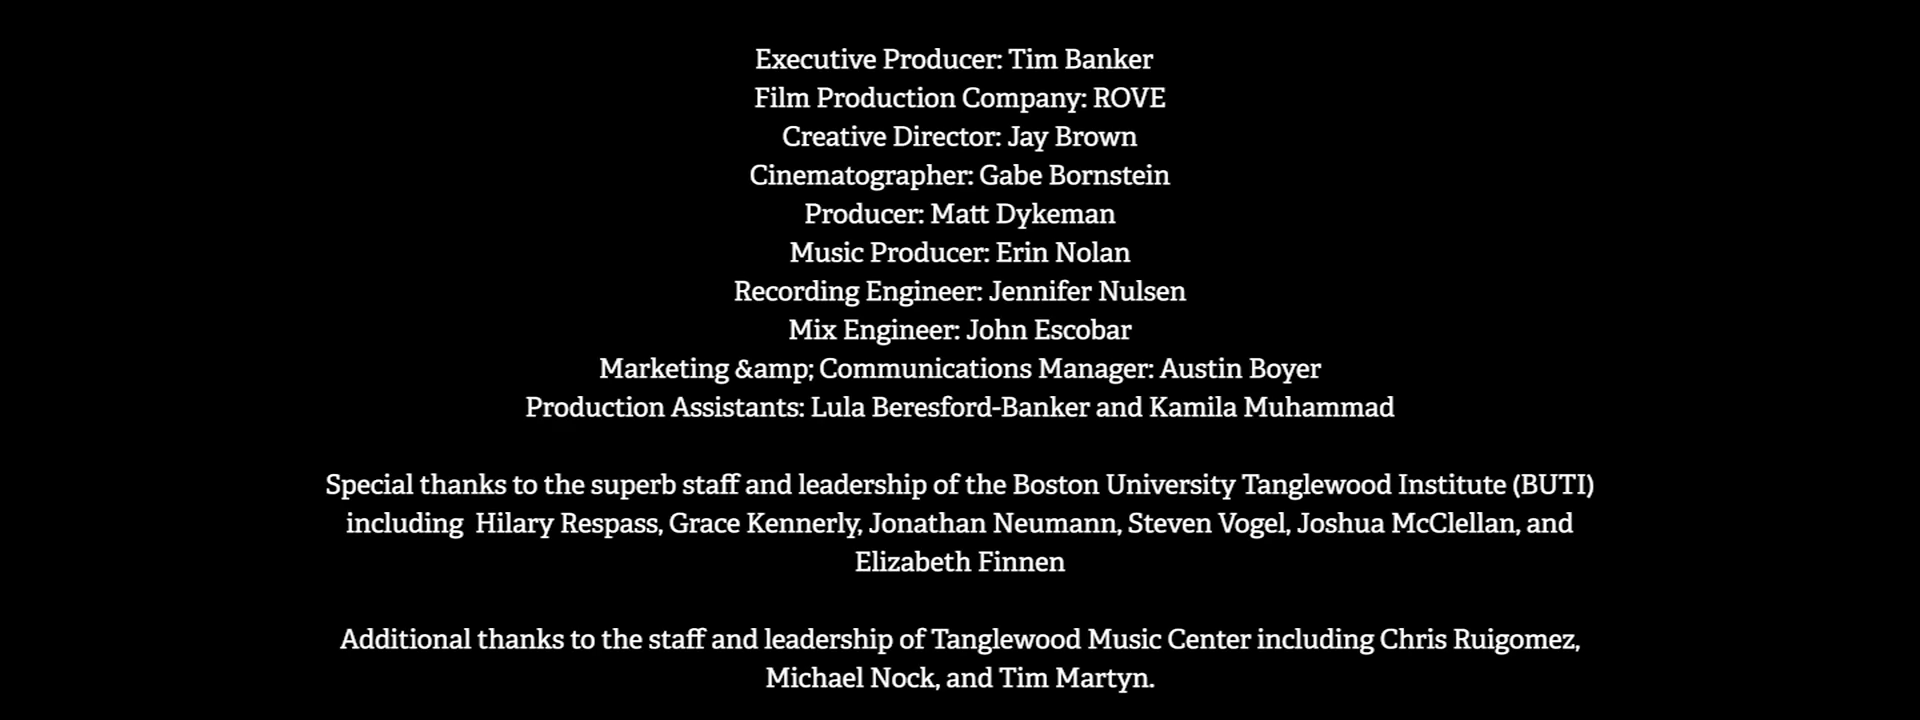 Executive Producer: Tim Banker
Film Production Company: ROVE
Creative Director: Jay Brown
Cinematographer: Gabe Bornstein
Producer: Matt Dykeman
Music Producer: Erin Nolan
Recording Engineer: Jennifer Nulsen
Mix Engineer: John Escobar
Marketing &amp; Communications Manager: Austin Boyer
Production Assistants: Lula Beresford-Banker and Kamila Muhammad
Special thanks to the superb staff and leadership of the Boston University Tanglewood Institute (BUTI)
including  Hilary Respass, Grace Kennerly, Jonathan Neumann, Steven Vogel, Joshua McClellan, and
Elizabeth Finnen
Additional thanks to the staff and leadership of Tanglewood Music Center including Chris Ruigomez,
Michael Nock, and Tim Martyn.